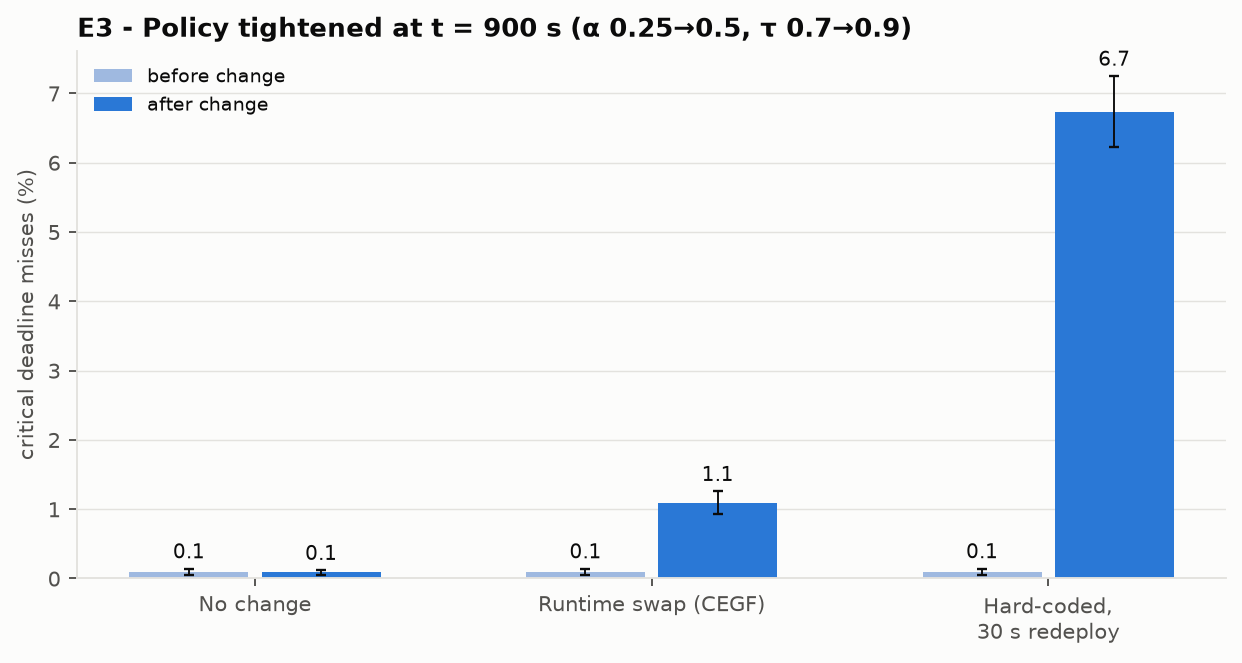 E3 - Policy tightened at t = 900 s (α 0.25→0.5, τ 0.7→0.9)
before change
after change
critical deadline misses (%)
7
6
5
4
3
2
1
0
0.1
0.1
0.1
1.1
0.1
6.7
No change
Runtime swap (CEGF)
Hard-coded,
30 s redeploy